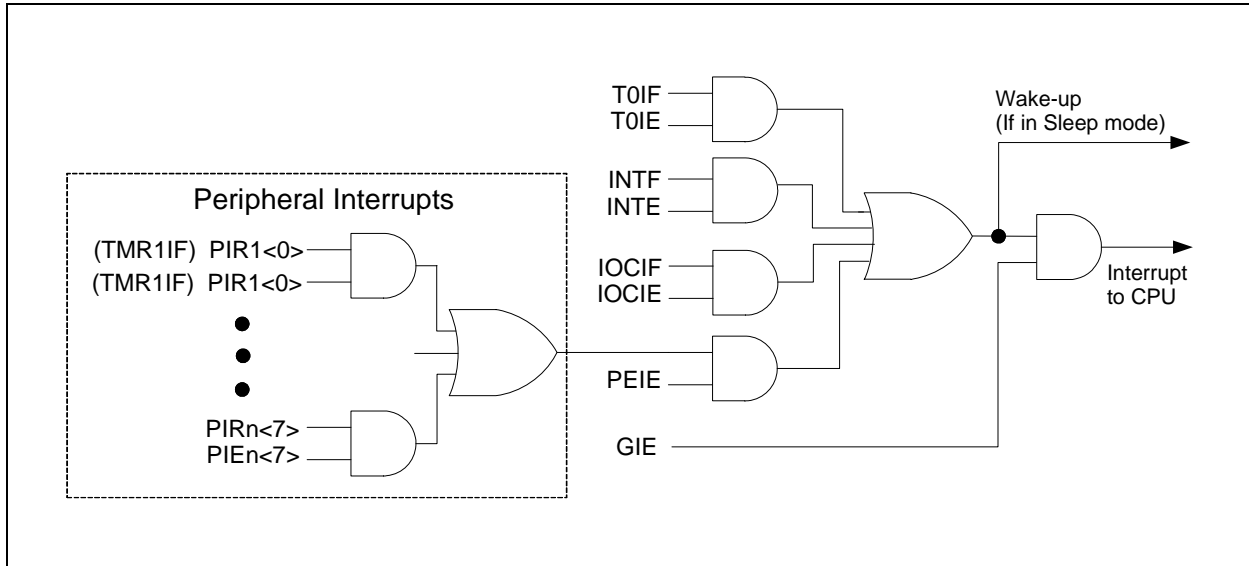 Peripheral Interrupts
(TMR1IF) PIR1<0>
(TMR1IF) PIR1<0>
PIRn<7>
PIEn<7>
T0IF
T0IE
INTF
INTE
IOCIF
IOCIE
PEIE
GIE
Wake-up
(If in Sleep mode)
Interrupt
to CPU